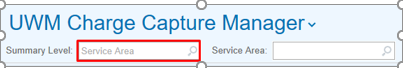 UWM Charge Capture Manager
Summary Level: Service Area Service Area: